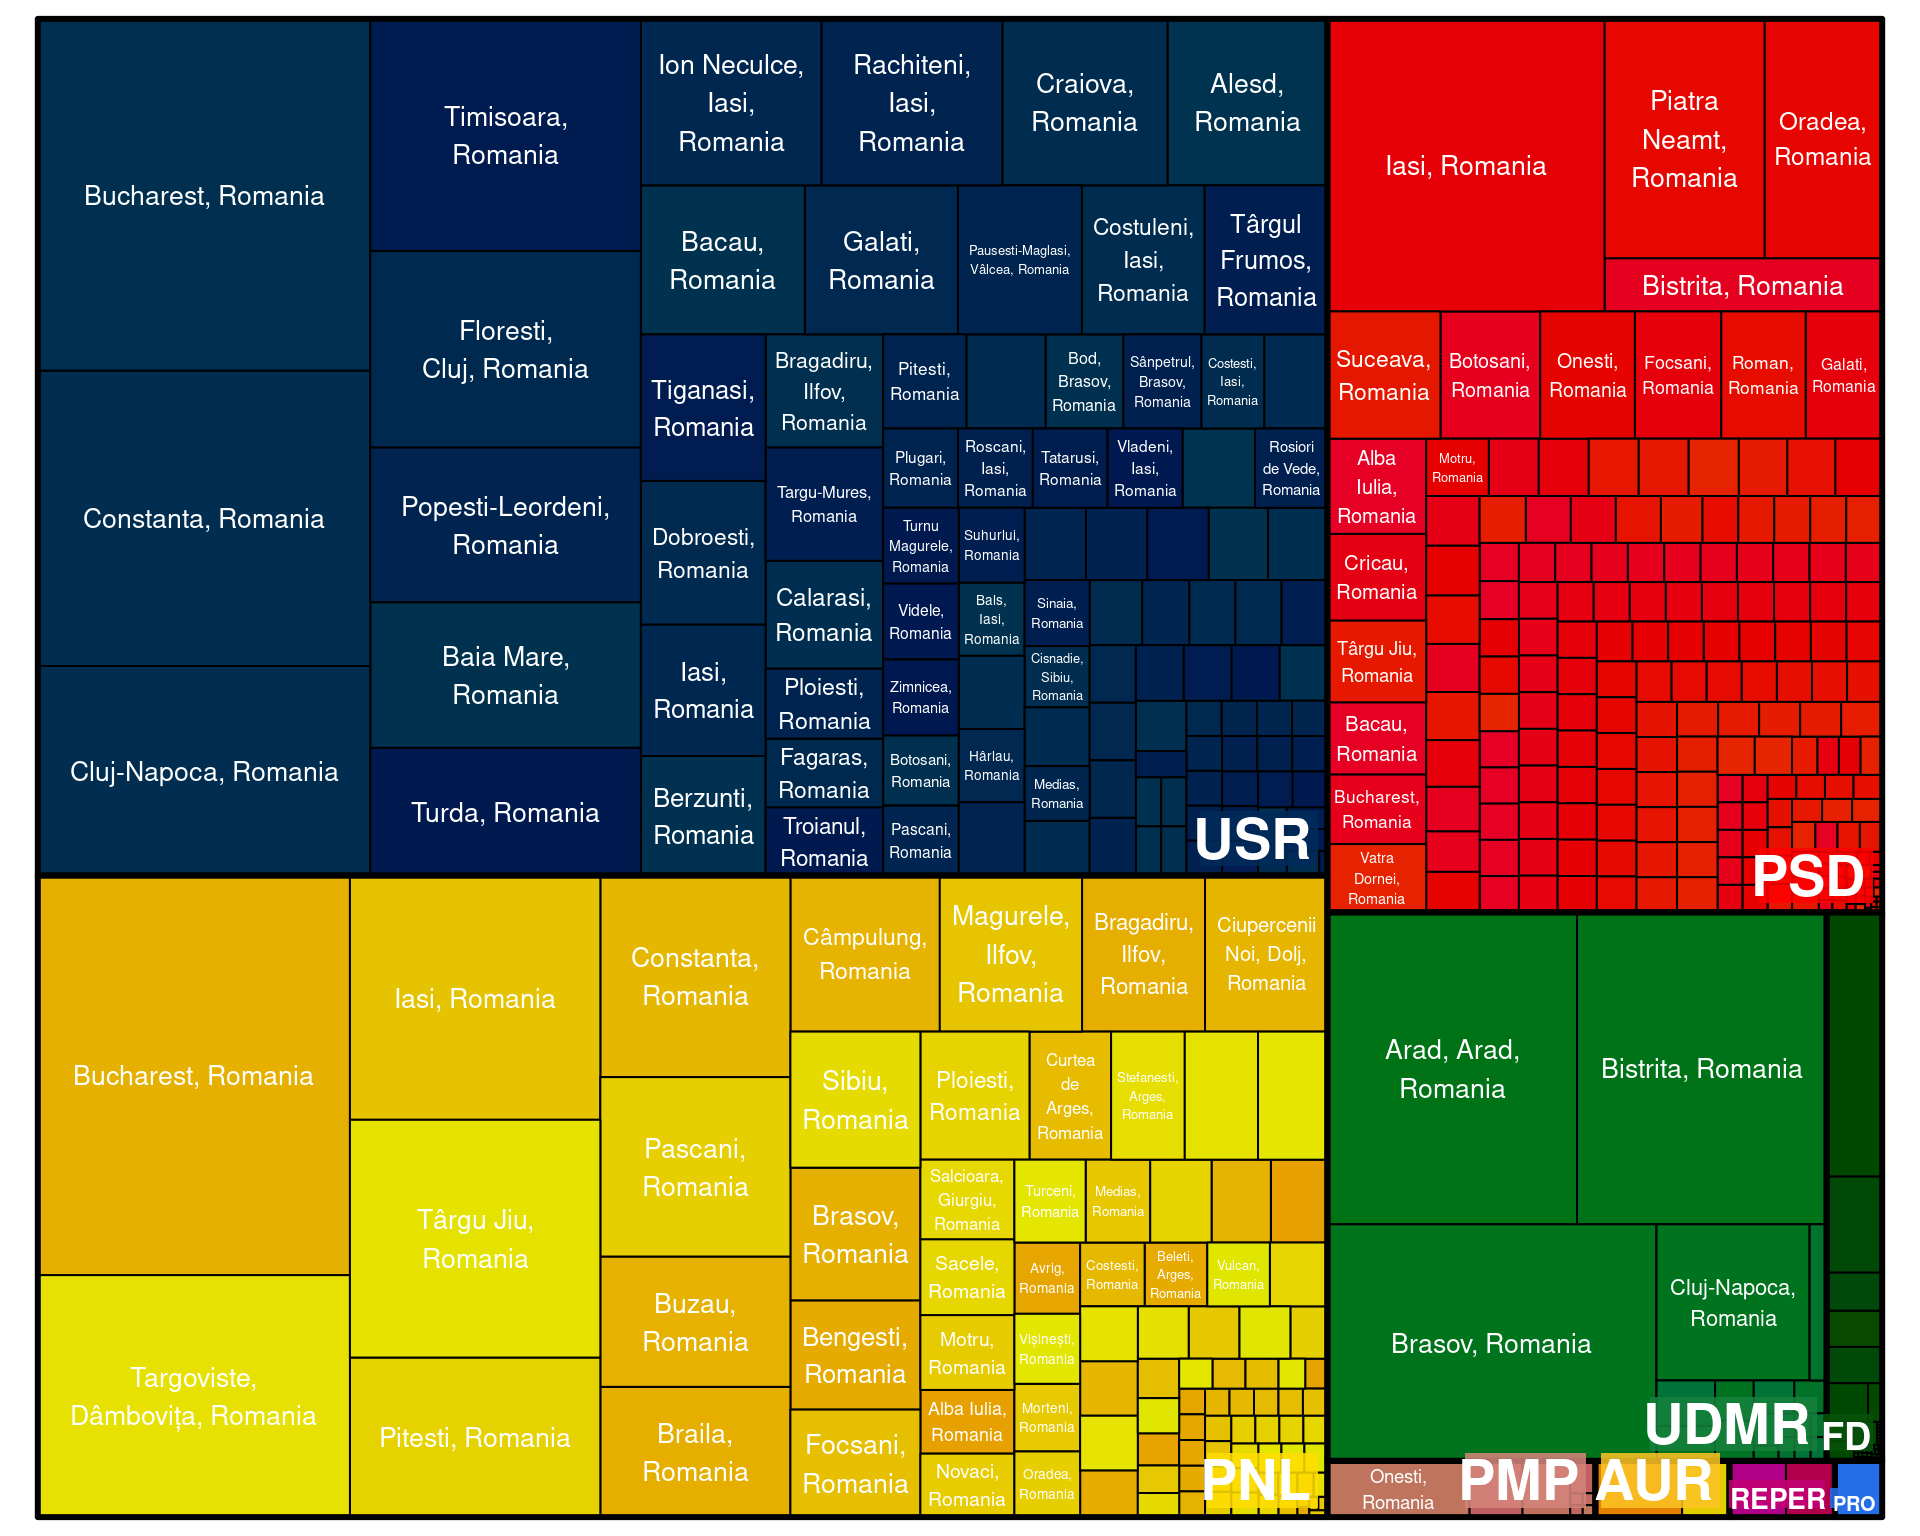 Bucharest, Romania
Constanta, Romania
Cluj-Napoca, Romania
Timisoara,
Romania
Floresti,
Cluj, Romania
Popesti-Leordeni,
Romania
Baia Mare,
Romania
Turda, Romania
Ion Neculce,
Iasi,
Romania
Rachiteni,
Iasi,
Romania
Craiova,
Romania
Alesd,
Romania
Bacau,
Romania
Galati,
Romania
Pausesti-Maglasi,
Vâlcea, Romania
Costuleni,
Iasi,
Romania
Târgul
Frumos,
Romania
Tiganasi,
Romania
Dobroesti,
Romania
Iasi,
Romania
Berzunti,
Romania
Bragadiru,
Ilfov,
Romania
Targu-Mures,
Romania
Calarasi,
Romania
Ploiesti,
Romania
Fagaras,
Romania
Troianul,
Romania
Pitesti,
Romania
Bod,
Brasov,
Romania
Sânpetrul,
Brasov,
Romania
Costesti,
Iasi,
Romania
Plugari,
Romania
Roscani,
Iasi,
Romania
Tatarusi,
Romania
Vladeni,
Iasi,
Romania
Rosiori
de Vede,
Romania
Turnu
Magurele,
Romania
Videle,
Romania
Zimnicea,
Romania
Botosani,
Romania
Pascani,
Romania
Suhurlui,
Romania
Bals,
Iasi,
Romania
Hârlau,
Romania
Sinaia,
Romania
Cisnadie,
Sibiu,
Romania
Medias,
Romania
USR
Iasi, Romania
Piatra
Neamt,
Romania
Oradea,
Romania
Bistrita, Romania
Suceava,
Romania
Botosani,
Romania
Onesti,
Romania
Focsani,
Romania
Roman,
Romania
Galati,
Romania
Alba
Iulia,
Romania
Cricau,
Romania
Târgu Jiu,
Romania
Bacau,
Romania
Bucharest,
Romania
Vatra
Dornei,
Romania
Motru,
Romania
PSD
Bucharest, Romania
Targoviste,
Dâmbovița, Romania
Iasi, Romania
Târgu Jiu,
Romania
Pitesti, Romania
Constanta,
Romania
Pascani,
Romania
Buzau,
Romania
Braila,
Romania
Câmpulung,
Romania
Magurele,
Ilfov,
Romania
Bragadiru,
Ilfov,
Romania
Ciupercenii
Noi, Dolj,
Romania
Sibiu,
Romania
Brasov,
Romania
Bengesti,
Romania
Focsani,
Romania
Ploiesti,
Romania
Curtea
de
Arges,
Romania
Stefanesti,
Arges,
Romania
Salcioara,
Giurgiu,
Romania
Sacele,
Romania
Motru,
Romania
Alba Iulia,
Romania
Novaci,
Romania
Turceni,
Romania
Medias,
Romania
Avrig,
Romania
Costesti,
Romania
Beleti,
Arges,
Romania
Vulcan,
Romania
Vișinești,
Romania
Morteni,
Romania
Oradea,
Romania
PNL
Arad, Arad,
Romania
Bistrita, Romania
Brasov, Romania
Cluj-Napoca,
Romania
UDMR
FD
Onesti,
Romania
PMP
AUR
REPER
PRO